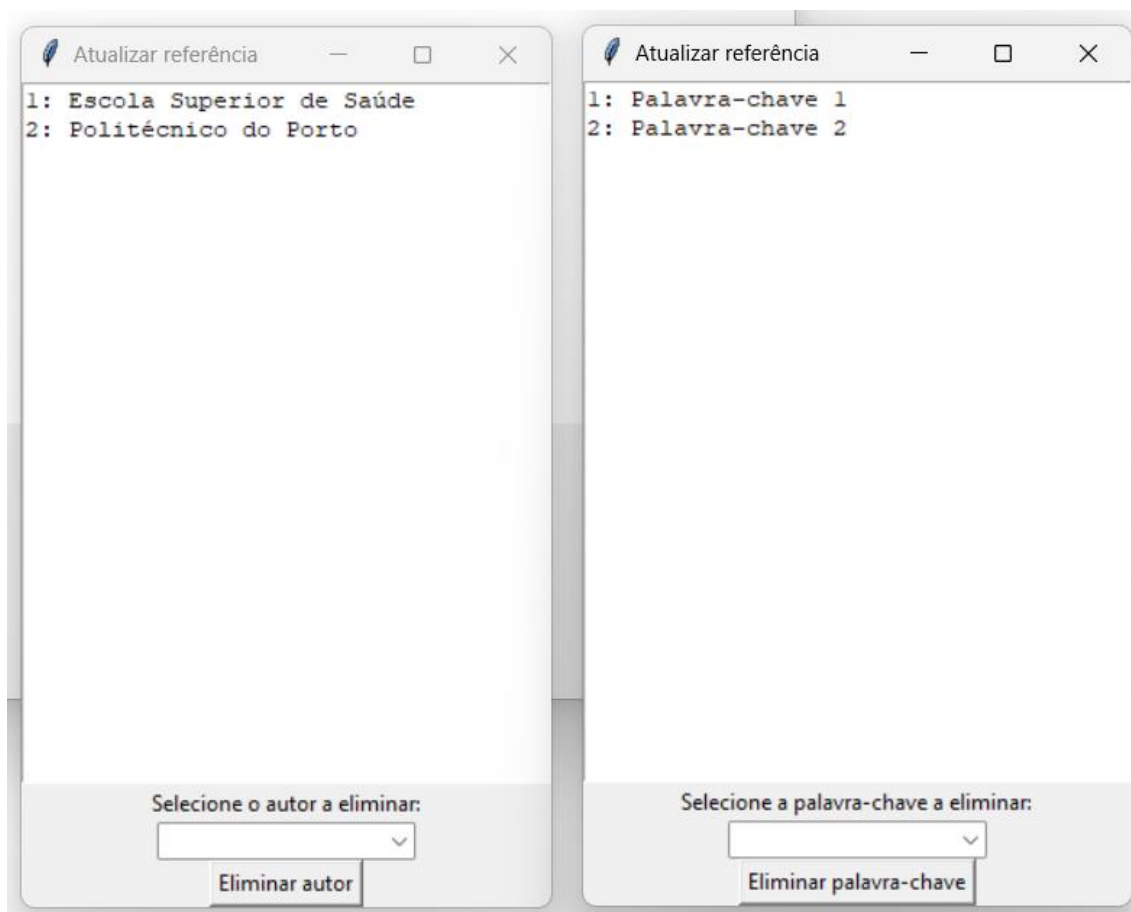 Atualizar referência
1: Escola Superior de Saúde
2: Politécnico do Porto
Selecione o autor a eliminar:
Eliminar autor
Atualizar referência
1: Palavra-chave 1
2: Palavra-chave 2
Selecione a palavra-chave a eliminar:
Eliminar palavra-chave